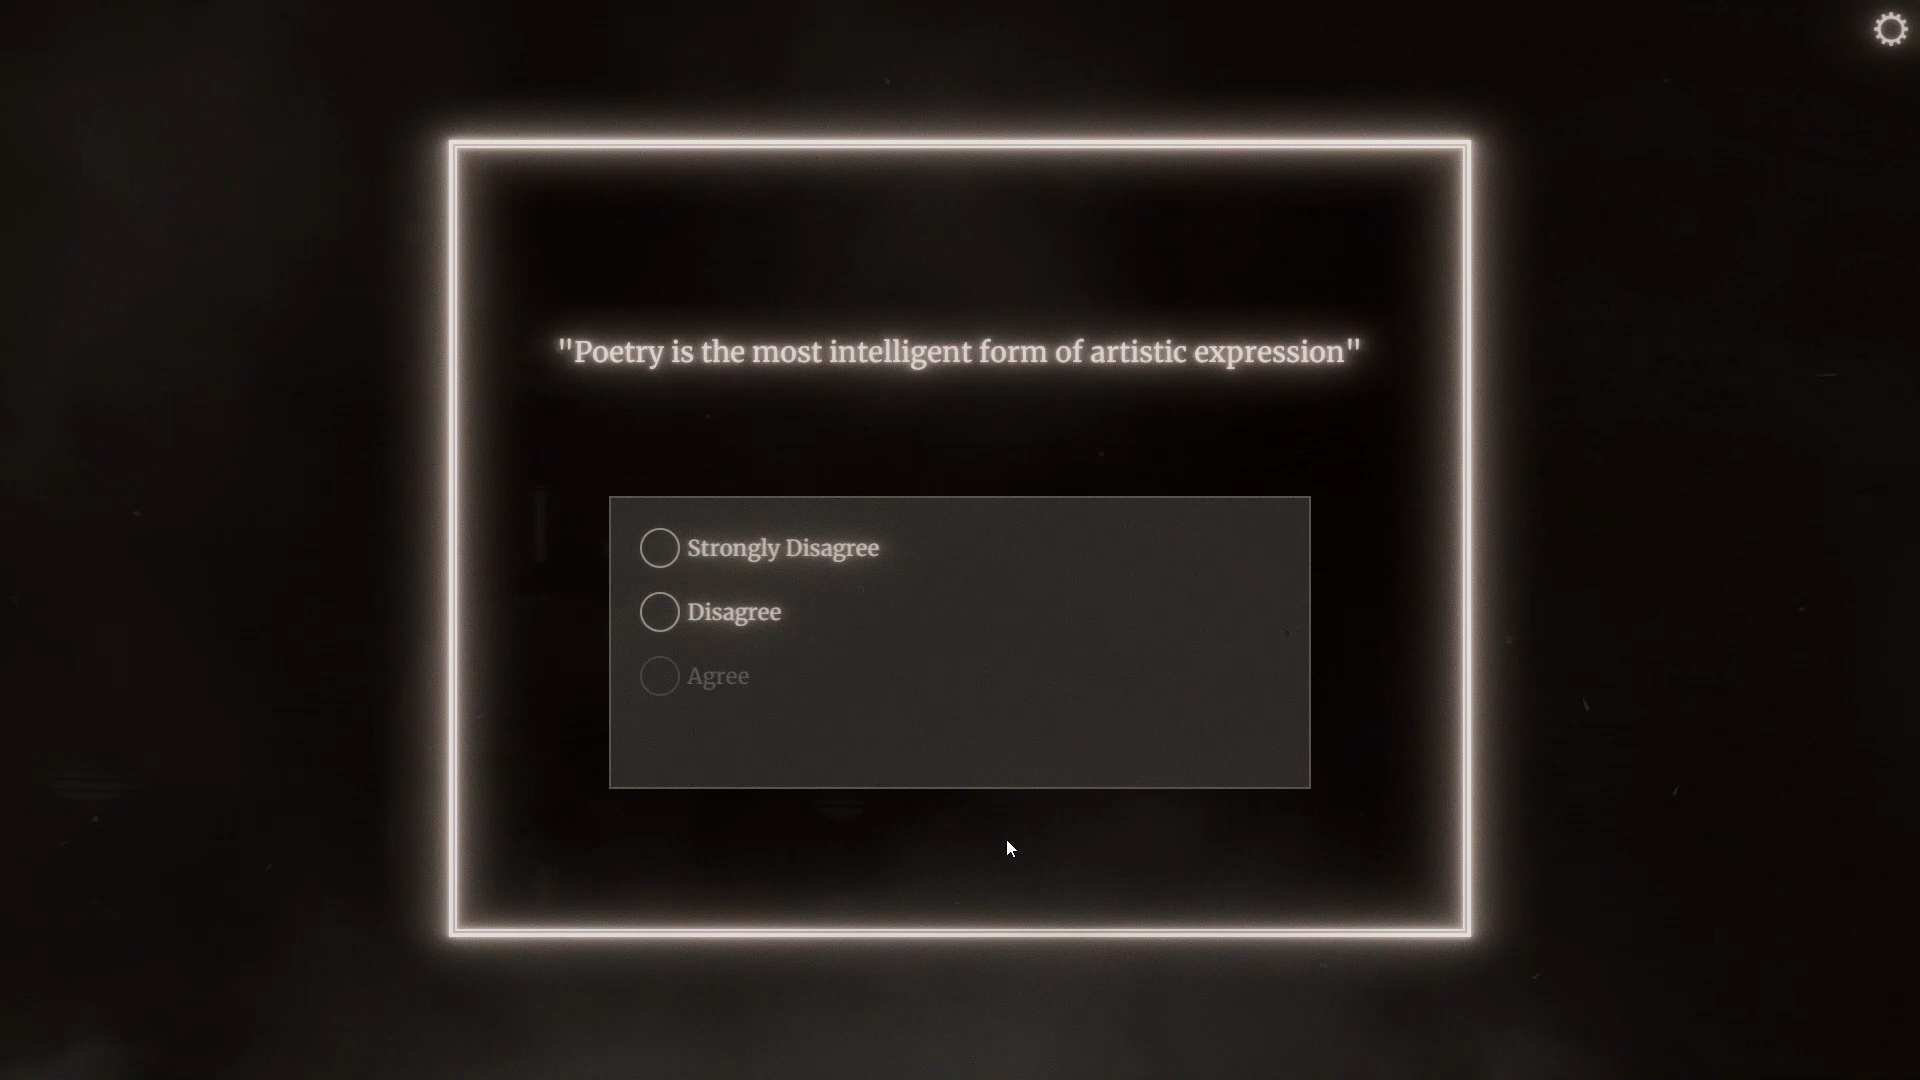 "Poetry is the most intelligent form of artistic expression"
Strongly Disagree
Disagree
Agree